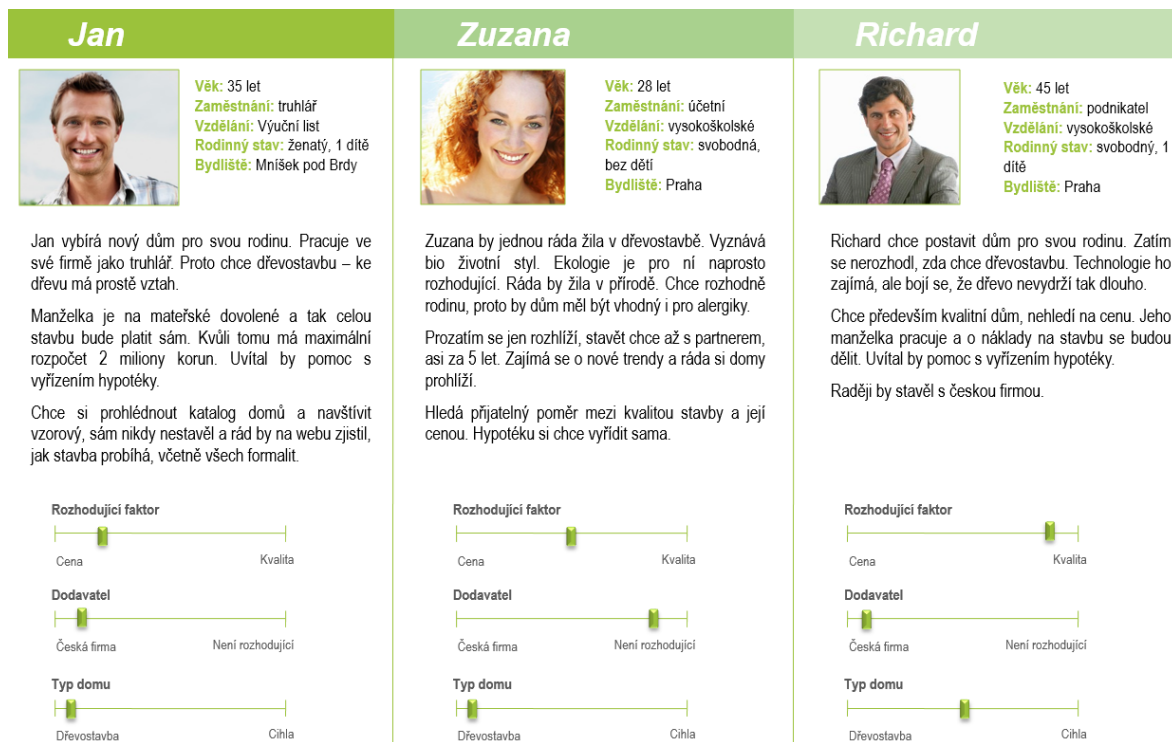 Jan
Věk: 35 let
Zaměstnání: truhlář
Vzdělání: Výuční list
Rodinný stav: ženatý, 1 dítě
Bydliště: Mníšek pod Brdy
Jan vybírá nový dům pro svou rodinu. Pracuje ve
své firmě jako truhlář. Proto chce dřevostavbu – ke
dřevu má prostě vztah.
Manželka je na mateřské dovolené a tak celou
stavbu bude platit sám. Kvůli tomu má maximální
rozpočet 2 miliony korun. Uvítal by pomoc s
vyřízením hypotéky.
Chce si prohlédnout katalog domů a navštívit
vzorový, sám nikdy nestavěl a rád by na webu zjistil,
jak stavba probíhá, včetně všech formalit.
Rozhodující faktor
Cena Kvalita
Dodavatel
Česká firma Není rozhodující
Typ domu
Dřevostavba Cihla
Zuzana
Věk: 28 let
Zaměstnání: účetní
Vzdělání: vysokoškolské
Rodinný stav: svobodná,
bez dětí
Bydliště: Praha
Zuzana by jednou ráda žila v dřevostavbě. Vyznává
bio životní styl. Ekologie je pro ní naprosto
rozhodující. Ráda by žila v přírodě. Chce rozhodně
rodinu, proto by dům měl být vhodný i pro alergiky.
Prozatím se jen rozhlíží, stavět chce až s partnerem,
asi za 5 let. Zajímá se o nové trendy a ráda si domy
prohlíží.
Hledá přijatelný poměr mezi kvalitou stavby a její
cenou. Hypotéku si chce vyřídit sama.
Rozhodující faktor
Cena Kvalita
Dodavatel
Česká firma Není rozhodující
Typ domu
Dřevostavba Cihla
Richard
Věk: 45 let
Zaměstnání: podnikatel
Vzdělání: vysokoškolské
Rodinný stav: svobodný, 1
dítě
Bydliště: Praha
Richard chce postavit dům pro svou rodinu. Zatím
se nerozhodl, zda chce dřevostavbu. Technologie ho
zajímá, ale bojí se, že dřevo nevydrží tak dlouho.
Chce především kvalitní dům, nehledí na cenu. Jeho
manželka pracuje a o náklady na stavbu se budou
dělit. Uvítal by pomoc s vyřízením hypotéky.
Raději by stavěl s českou firmou.
Rozhodující faktor
Cena Kvalita
Dodavatel
Česká firma Není rozhodující
Typ domu
Dřevostavba Cihla